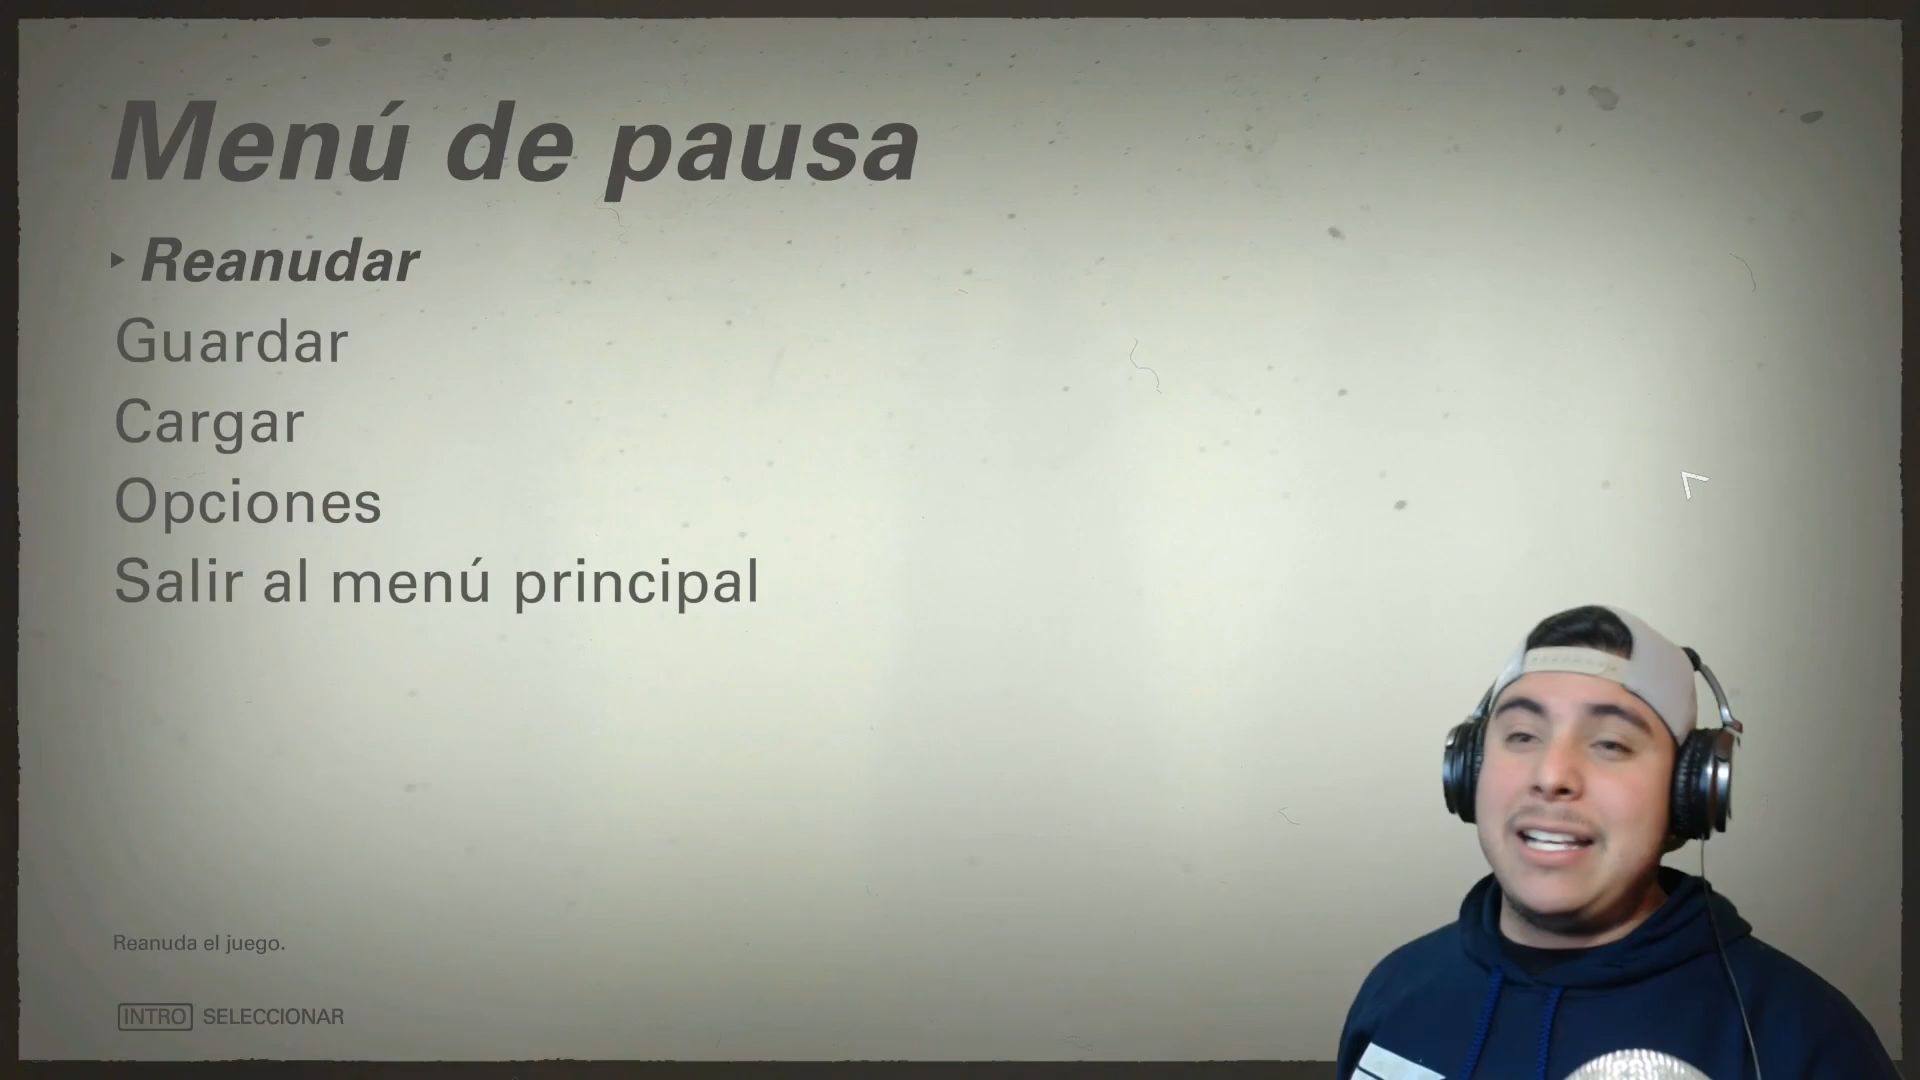 Menú de pausa
Reanudar
Guardar
Cargar
Opciones
Salir al menú principal
Reanuda el juego.
INTRO SELECCIONAR